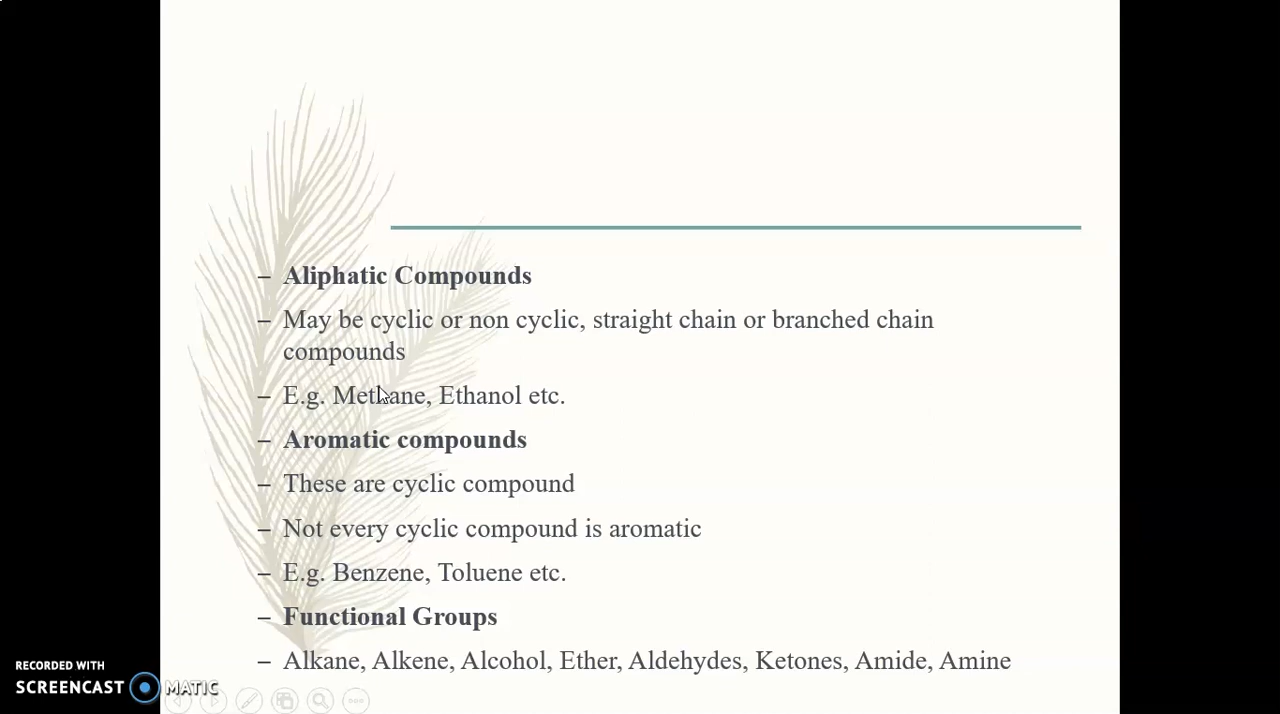 – Aliphatic Compounds
– May be cyclic or non cyclic, straight chain or branched chain
compounds
– E.g. Methane, Ethanol etc.
– Aromatic compounds
– These are cyclic compound
– Not every cyclic compound is aromatic
– E.g. Benzene, Toluene etc.
– Functional Groups
– Alkane, Alkene, Alcohol, Ether, Aldehydes, Ketones, Amide, Amine
RECORDED WITH
SCREENCAST MATIC